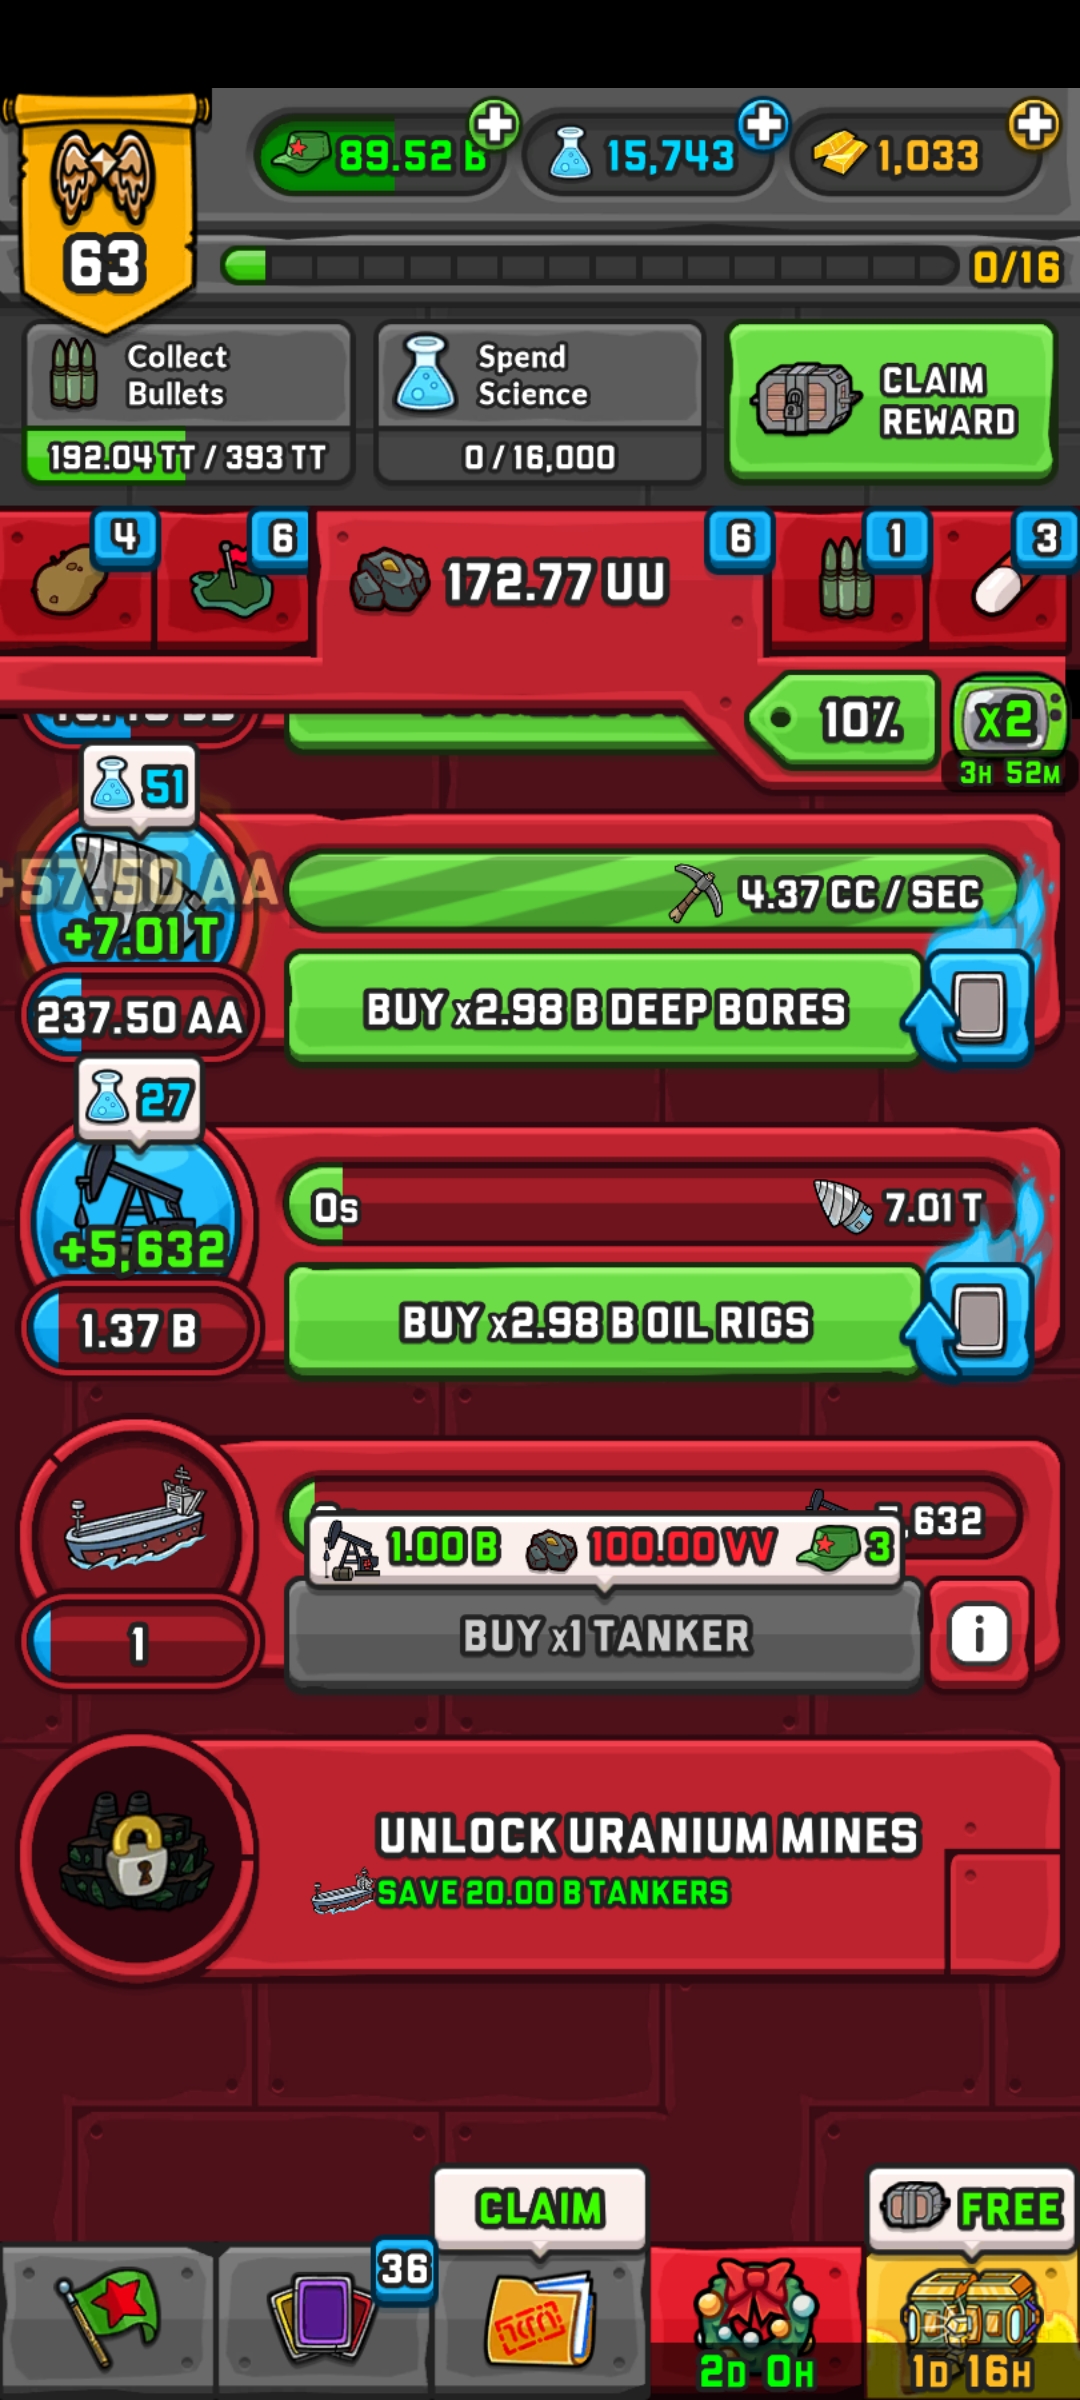 89.52 B
15,743
1,033
63
0/16
Collect
Bullets
192.04 TT / 393 TT
Spend
Science
0 / 16,000
CLAIM
REWARD
4
6
172.77 UU
6
1
3
10%
x2
3H 52M
51
+57.50 AA
+7.01 T
4.37 CC / SEC
237.50 AA
BUY x2.98 B DEEP BORES
27
+5,632
0s
7.01 T
1.37 B
BUY x2.98 B OIL RIGS
,632
1.00 B
100.00 VV
3
1
BUY x1 TANKER
i
UNLOCK URANIUM MINES
SAVE 20.00 B TANKERS
CLAIM
FREE
36
2D 0H
1D 16H